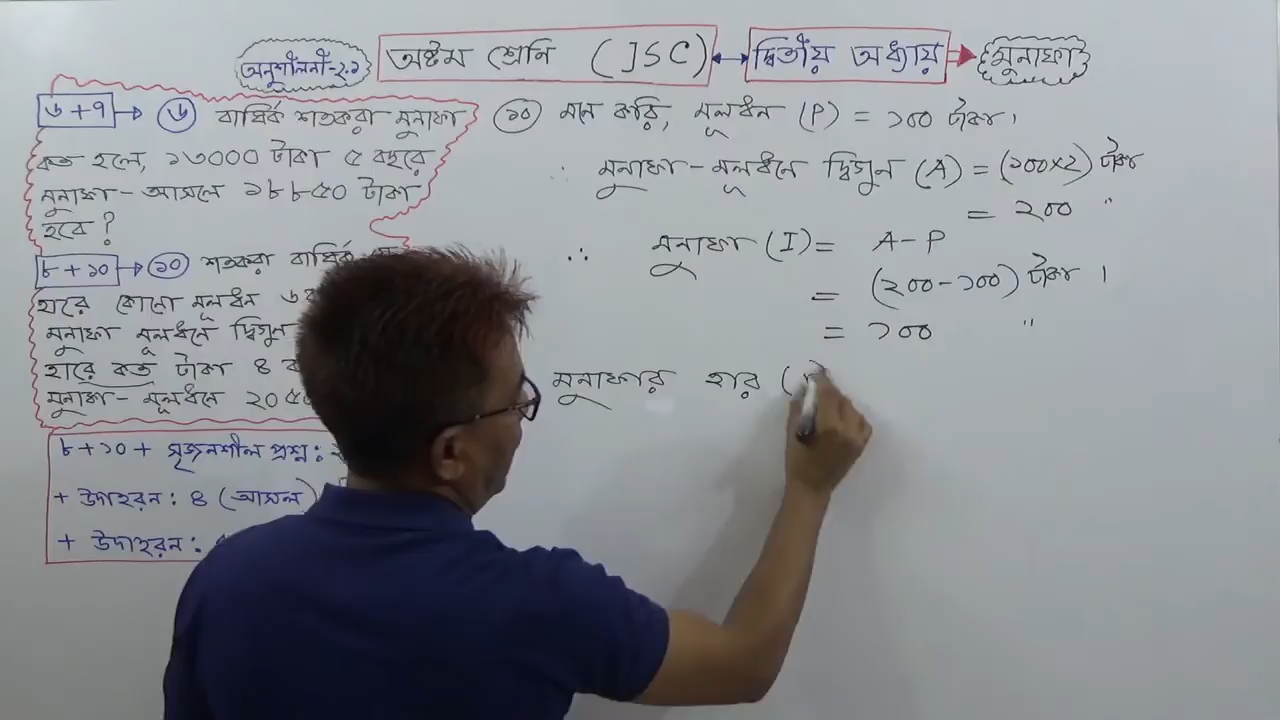 অনুশীলনী-২.১ অষ্টম শ্রেনি (JSC) দ্বিতীয় অধ্যায় মুনাফা
৬+৭ ৬ বার্ষিক শতকরা মুনাফা
কত হলে, ১৩০০০ টাকা ৫ বছরে
মুনাফা-আসলে ১৮৮৫০ টাকা
হবে?
৮+১০ ১০ শতকরা বার্ষিক
হারে কোনো মূলধন ৬
মুনাফা মূলধনে দ্বিগুন
হারে কত টাকা ৪
মুনাফা-মূলধনে ২০৫
৮+১০+ সৃজনশীল প্রশ্ন:
+ উদাহরন: ৪ (আসল)
+ উদাহরন:
১০ মনে করি, মূলধন (P) = ১০০ টাকা।
∴ মুনাফা-মূলধনে দ্বিগুন (A) = (১০০×২) টাকা
= ২০০ "
∴ মুনাফা (I) = A-P
= (২০০-১০০) টাকা।
= ১০০ "
মুনাফার হার (